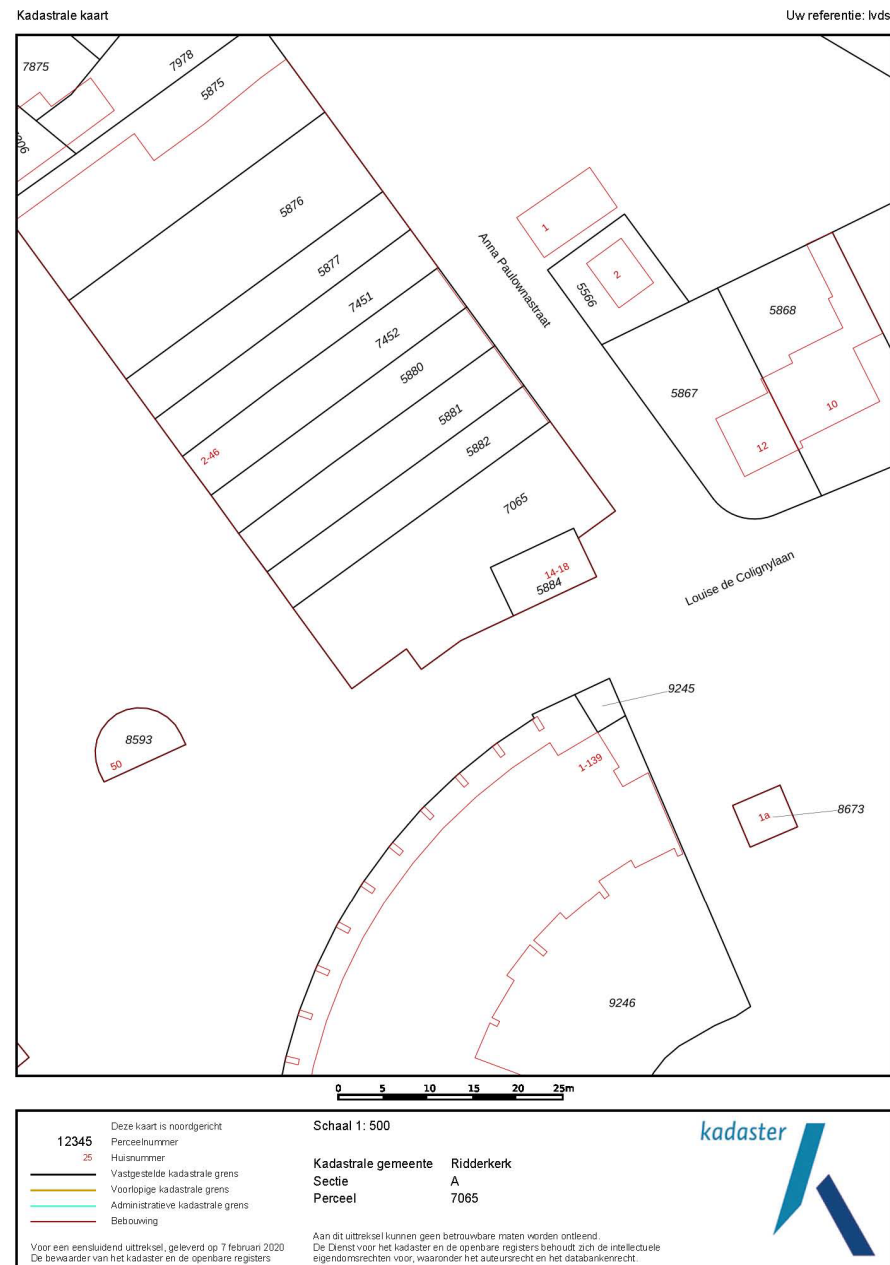 Kadastrale kaart
Uw referentie: lvds
7875
7978
5875
5876
5877
7451
7452
5880
5881
5882
7065
2-46
14-18
5884
Anna Paulownastraat
1
2
5566
5868
5867
10
12
Louise de Colignylaan
9245
8593
50
1-139
1a
8673
9246
0 5 10 15 20 25m
Deze kaart is noordgericht
12345 Perceelnummer
25 Huisnummer
Vastgestelde kadastrale grens
Voorlopige kadastrale grens
Administratieve kadastrale grens
Bebouwing
Voor een eensluidend uittreksel, geleverd op 7 februari 2020
De bewaarder van het kadaster en de openbare registers
Schaal 1: 500
Kadastrale gemeente Ridderkerk
Sectie A
Perceel 7065
Aan dit uittreksel kunnen geen betrouwbare maten worden ontleend.
De Dienst voor het kadaster en de openbare registers behoudt zich de intellectuele
eigendomsrechten voor, waaronder het auteursrecht en het databankenrecht.
kadaster